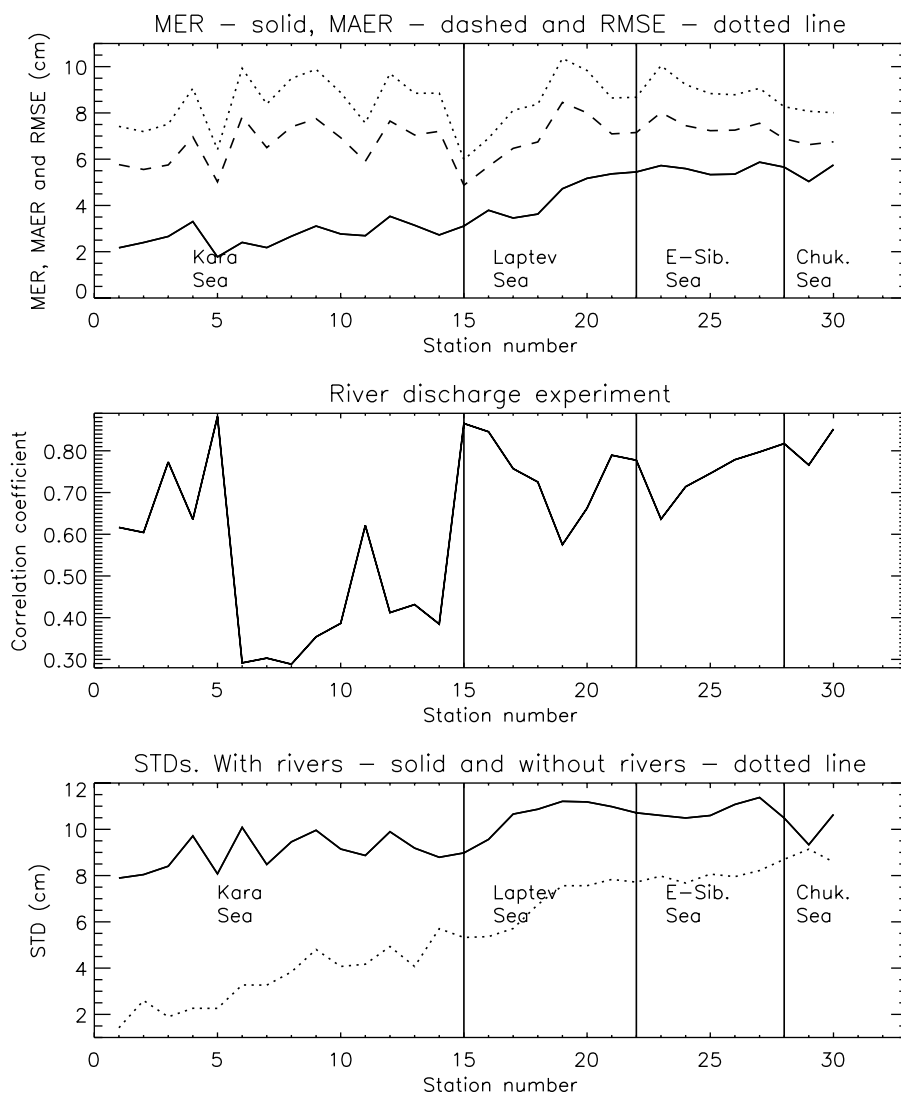 MER – solid, MAER – dashed and RMSE – dotted line
MER, MAER and RMSE (cm)
10
8
6
4
2
0
Kara
Sea
Laptev
Sea
E–Sib.
Sea
Chuk.
Sea
0 5 10 15 20 25 30
Station number
River discharge experiment
Correlation coefficient
0.80
0.70
0.60
0.50
0.40
0.30
0 5 10 15 20 25 30
Station number
STDs. With rivers – solid and without rivers – dotted line
STD (cm)
12
10
8
6
4
2
Kara
Sea
Laptev
Sea
E–Sib.
Sea
Chuk.
Sea
0 5 10 15 20 25 30
Station number